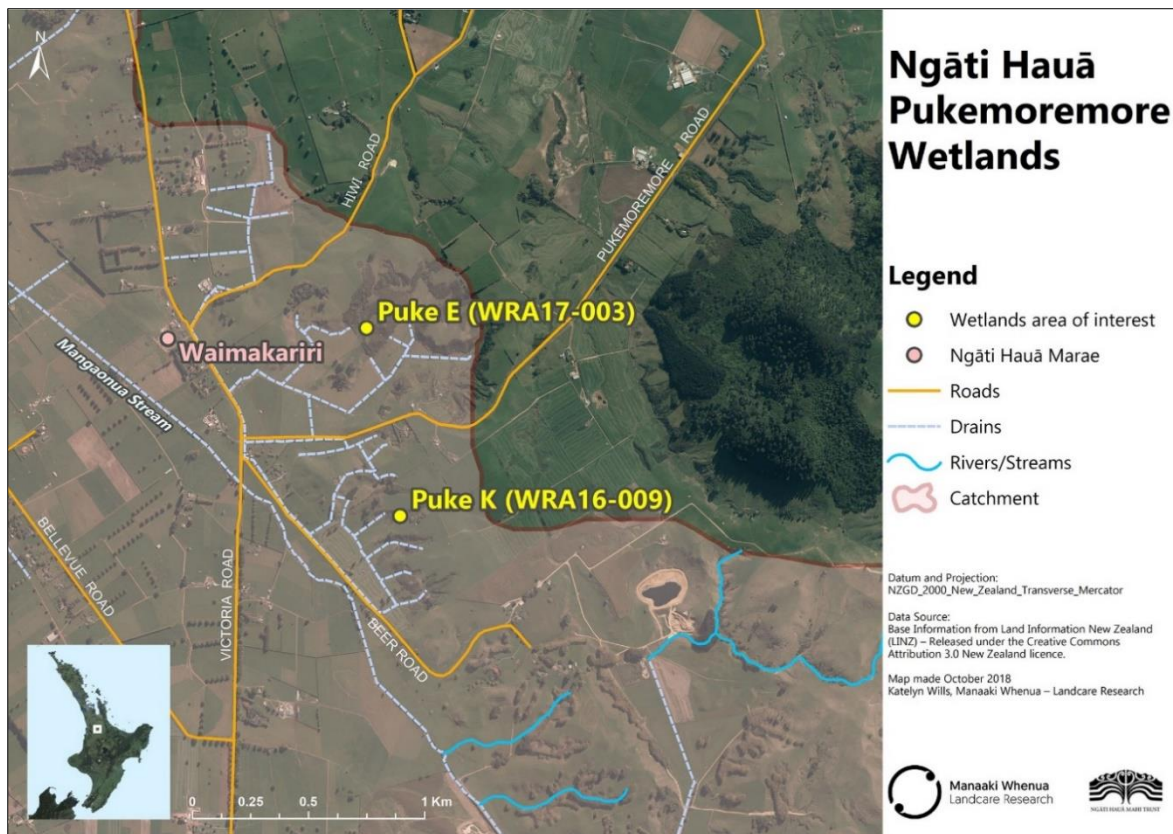 Ngāti Hauā
Pukemoremore
Wetlands
Legend
Wetlands area of interest
Ngāti Hauā Marae
Roads
Drains
Rivers/Streams
Catchment
Datum and Projection:
NZGD_2000_New_Zealand_Transverse_Mercator
Data Source:
Base Information from Land Information New Zealand
(LINZ) – Released under the Creative Commons
Attribution 3.0 New Zealand licence.
Map made October 2018
Katelyn Wills, Manaaki Whenua – Landcare Research
Manaaki Whenua
Landcare Research
NGĀTI HAUĀ MAHI TRUST
N
HIWI ROAD
PUKEMOREMORE ROAD
Puke E (WRA17-003)
Waimakariri
Mangaonua Stream
Puke K (WRA16-009)
BELLEVUE ROAD
VICTORIA ROAD
BEER ROAD
0 0.25 0.5 1 Km